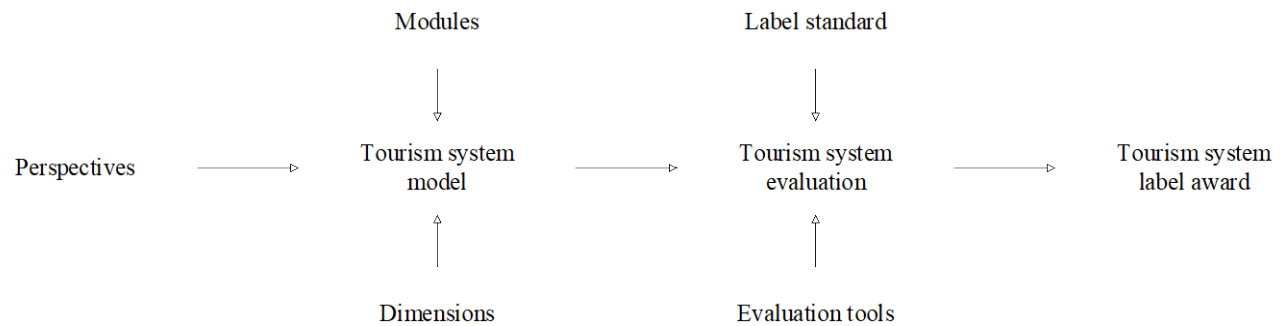 Modules
Label standard
Perspectives
Tourism system
model
Tourism system
evaluation
Tourism system
label award
Dimensions
Evaluation tools